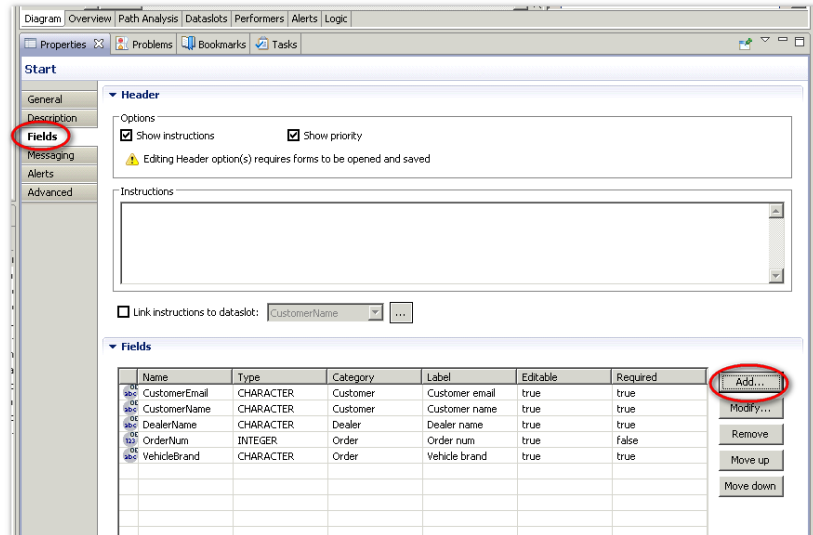 Diagram Overview Path Analysis Dataslots Performers Alerts Logic
Properties Problems Bookmarks Tasks
Start
General
Description
Fields
Messaging
Alerts
Advanced
Header
Options
Show instructions Show priority
Editing Header option(s) requires forms to be opened and saved
Instructions
Link instructions to dataslot: CustomerName ...
Fields
Name Type Category Label Editable Required
CustomerEmail CHARACTER Customer Customer email true true
CustomerName CHARACTER Customer Customer name true true
DealerName CHARACTER Dealer Dealer name true true
OrderNum INTEGER Order Order num true false
VehicleBrand CHARACTER Order Vehicle brand true true
Add...
Modify...
Remove
Move up
Move down